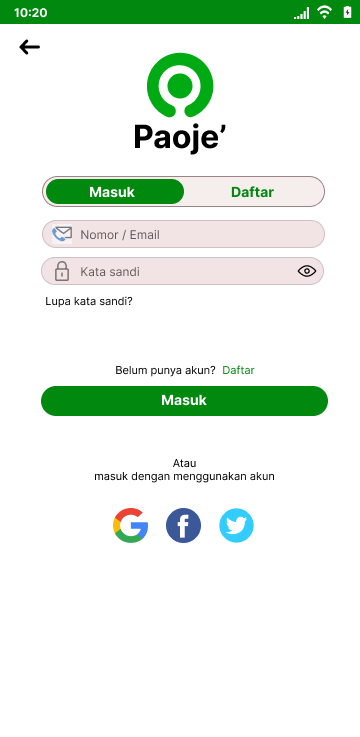 10:20
Paoje’
Masuk Daftar
Nomor / Email
Kata sandi
Lupa kata sandi?
Belum punya akun? Daftar
Masuk
Atau
masuk dengan menggunakan akun